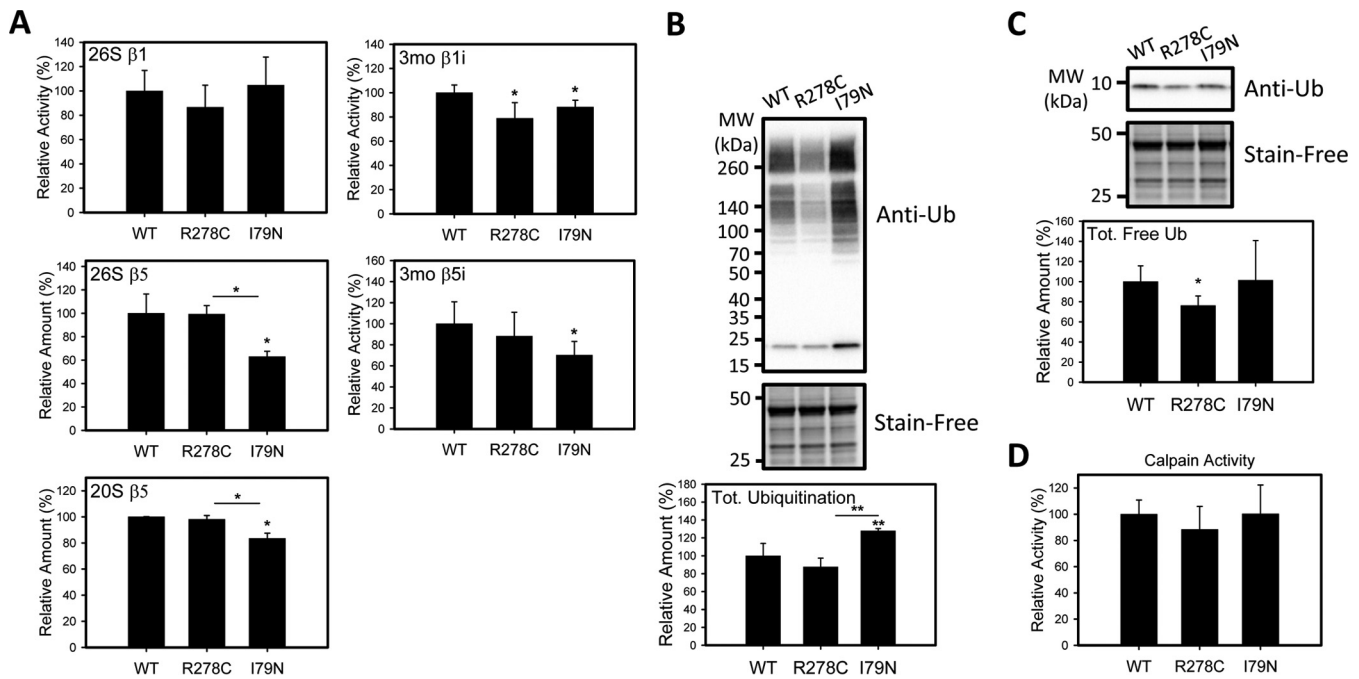 A
26S β1
Relative Activity (%)
140
120
100
80
60
40
20
0
WT R278C I79N
3mo β1i
Relative Activity (%)
140
120
100
80
60
40
20
0
* *
WT R278C I79N
26S β5
Relative Amount (%)
140
120
100
80
60
40
20
0
*
*
WT R278C I79N
3mo β5i
Relative Activity (%)
160
140
120
100
80
60
40
20
0
*
WT R278C I79N
20S β5
Relative Amount (%)
120
100
80
60
40
20
0
*
*
WT R278C I79N
B
WT R278C I79N
MW
(kDa)
260
140
100
70
50
40
35
25
15
Anti-Ub
50
25
Stain-Free
Tot. Ubiquitination
Relative Amount (%)
180
160
140
120
100
80
60
40
20
0
**
**
WT R278C I79N
C
WT R278C I79N
MW
(kDa)
10
Anti-Ub
50
25
Stain-Free
Tot. Free Ub
Relative Amount (%)
160
140
120
100
80
60
40
20
0
*
WT R278C I79N
D
Calpain Activity
Relative Activity (%)
120
100
80
60
40
20
0
WT R278C I79N